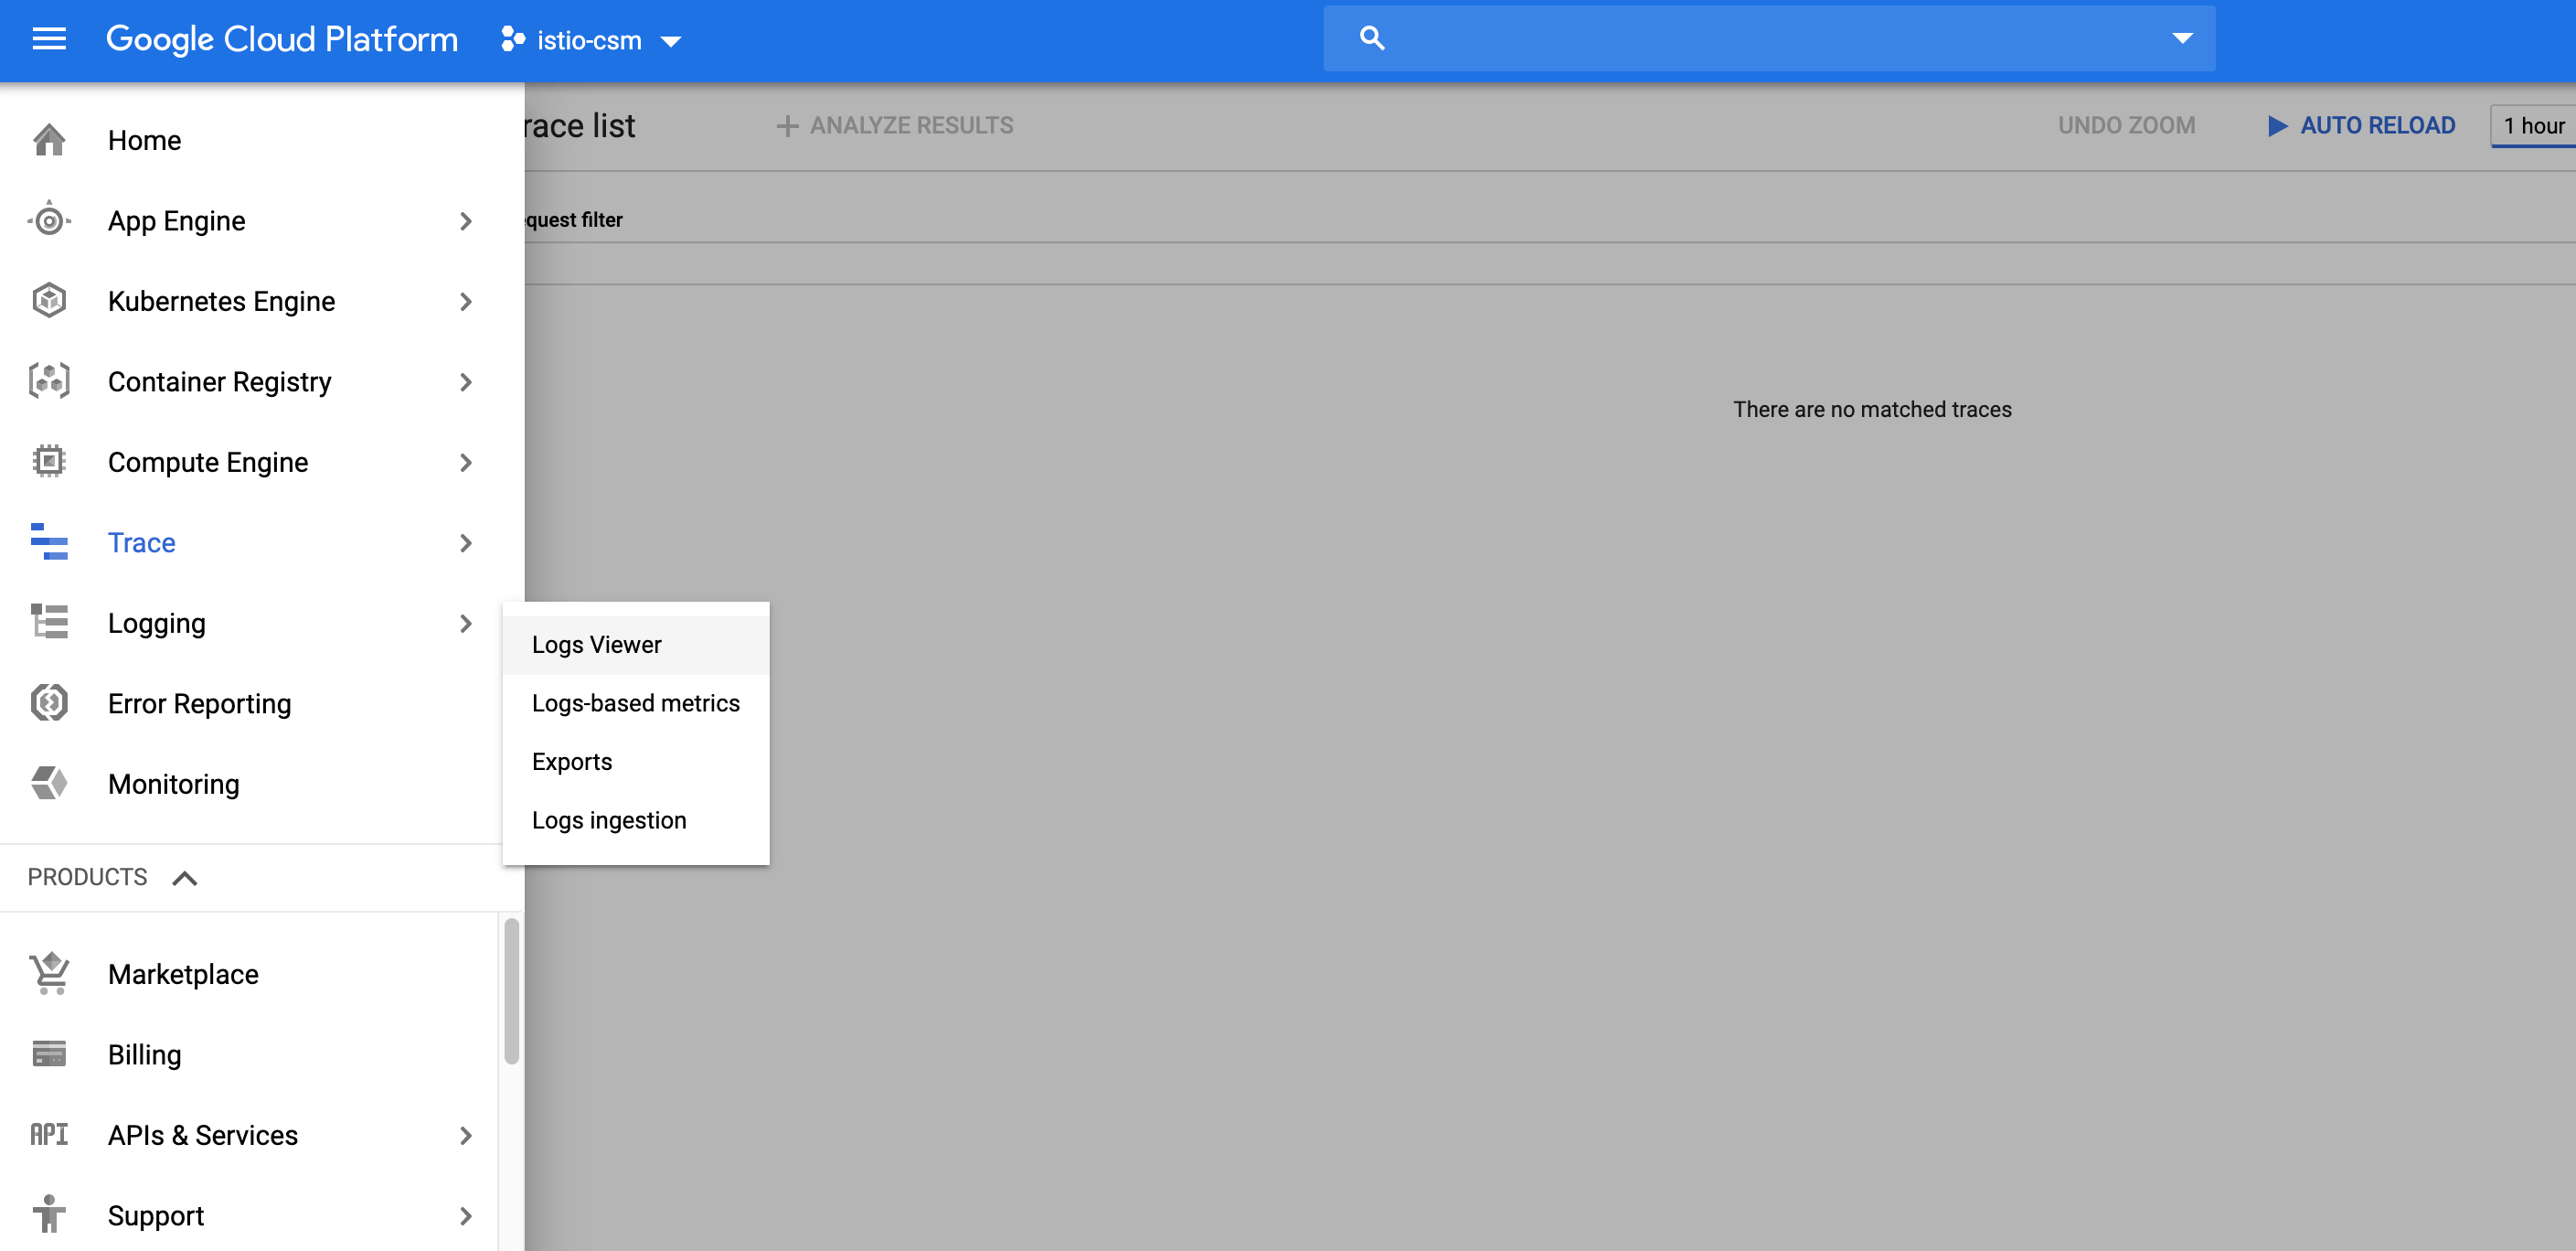 Google Cloud Platform
istio-csm
race list
ANALYZE RESULTS
UNDO ZOOM
AUTO RELOAD
1 hour
quest filter
There are no matched traces
Home
App Engine
Kubernetes Engine
Container Registry
Compute Engine
Trace
Logging
Error Reporting
Monitoring
Logs Viewer
Logs-based metrics
Exports
Logs ingestion
PRODUCTS
Marketplace
Billing
API
APIs & Services
Support